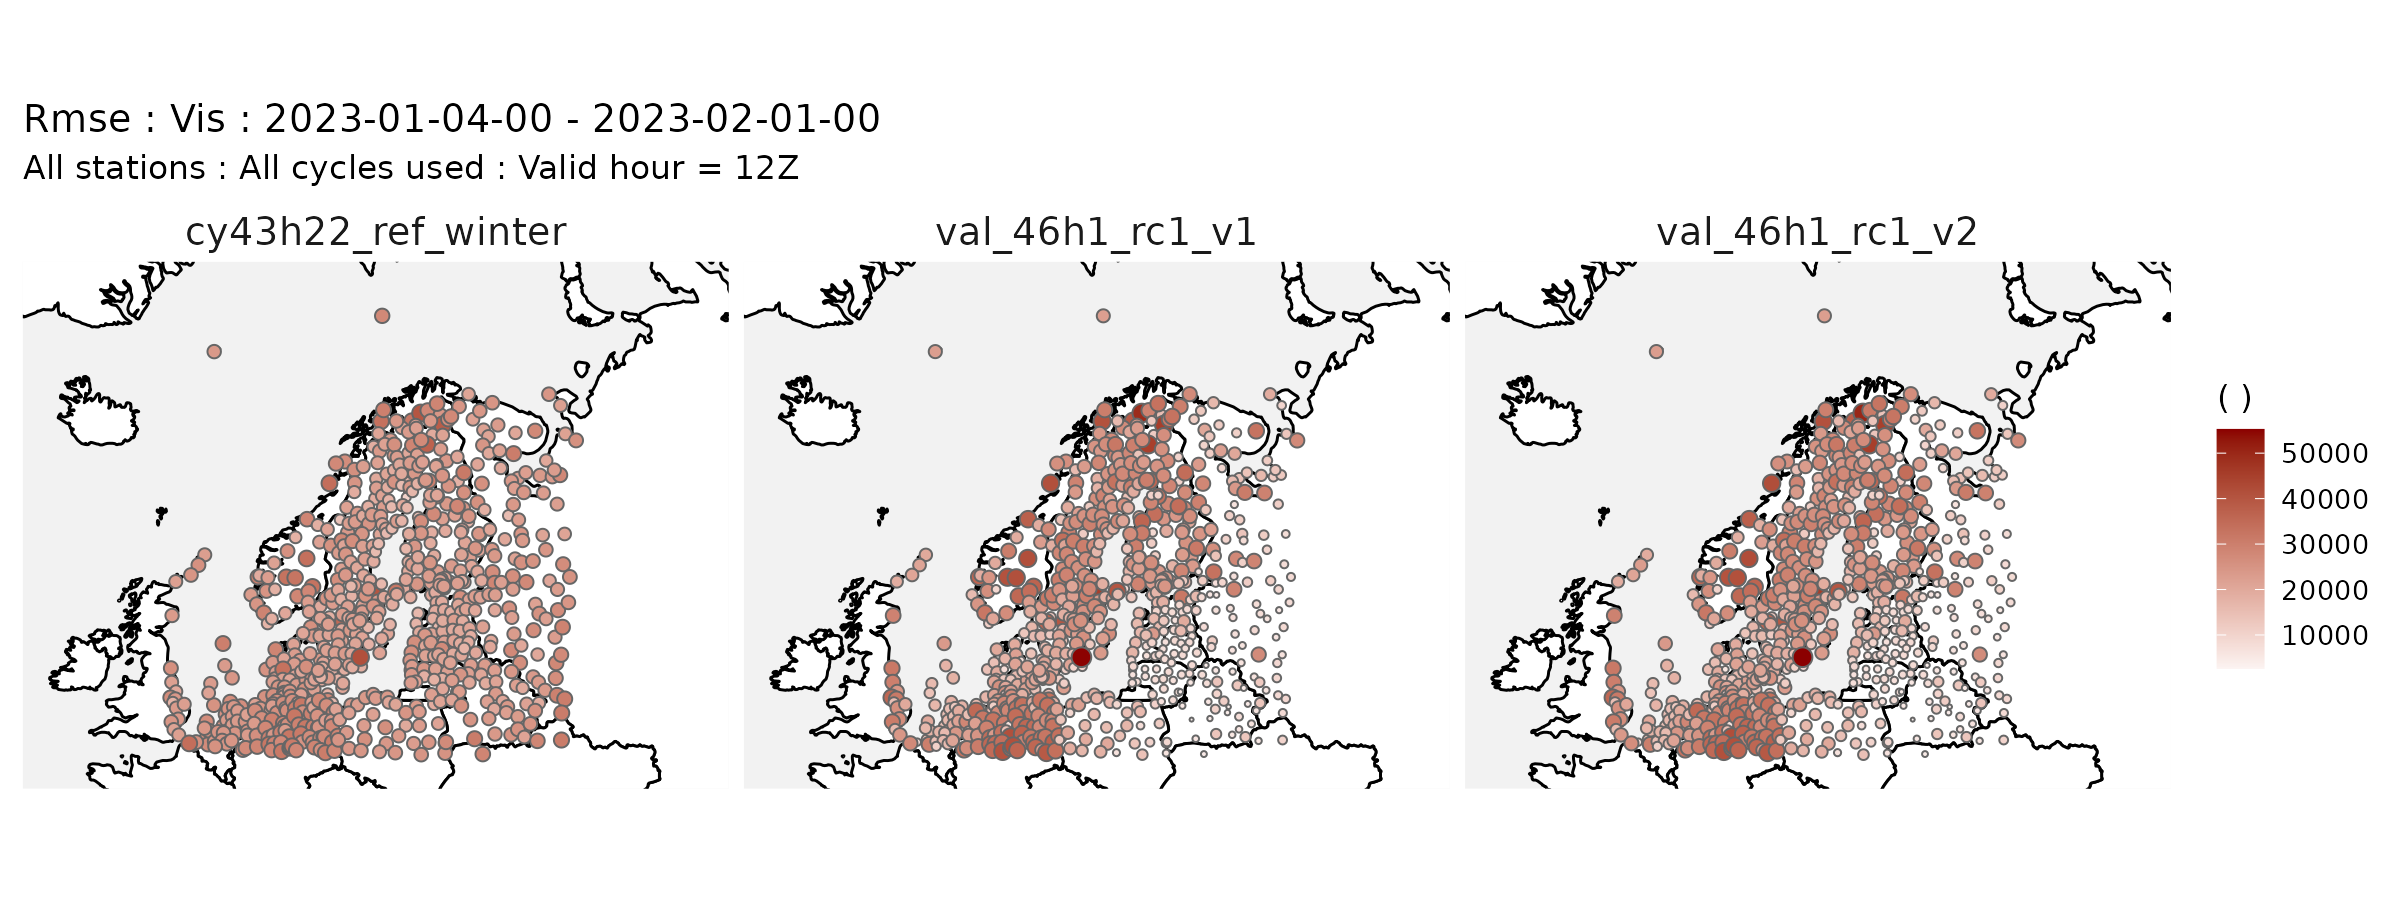 Rmse : Vis : 2023-01-04-00 - 2023-02-01-00
All stations : All cycles used : Valid hour = 12Z
cy43h22_ref_winter
val_46h1_rc1_v1
val_46h1_rc1_v2
( )
50000
40000
30000
20000
10000